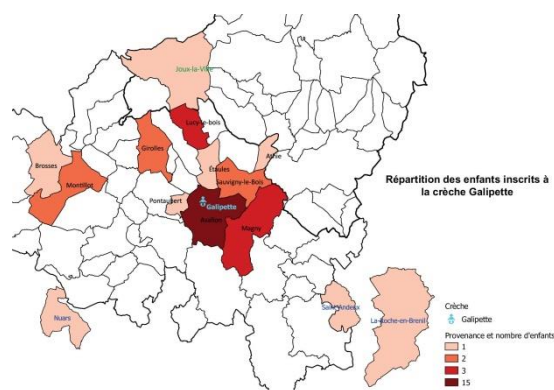 Joux-la-Ville
Lucy-le-bois
Girolles
Athie
Brosses
Étaules
Montillot
Sauvigny-le-Bois
Pontaubert
Galipette
Avallon
Magny
Nuars
Saint-Andeux
La-Roche-en-Brenil
Répartition des enfants inscrits à
la crèche Galipette
Crèche
Galipette
Provenance et nombre d'enfants
1
2
3
15